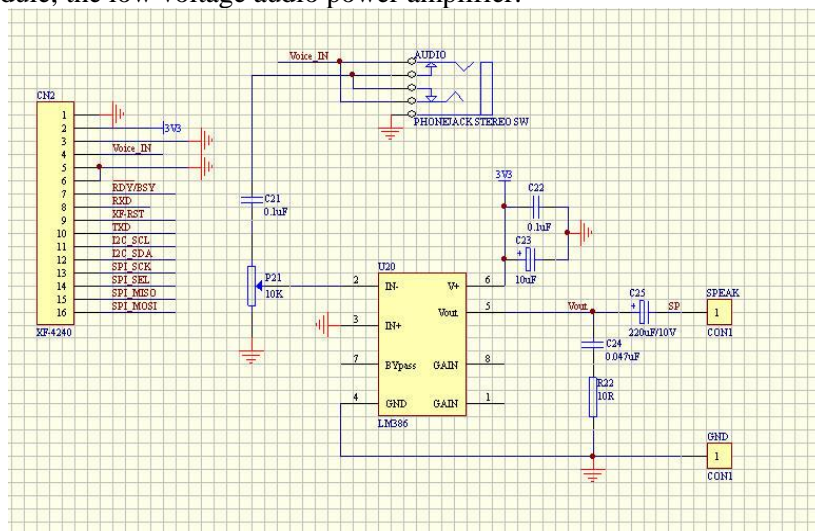 dule, the low voltage audio power amplifier.
Voice_IN
AUDIO
PHONEJACK STEREO SW
CN2
1
2
3V3
3
4
Voice_IN
5
6
7
RDY/BSY
8
RXD
9
XF-RST
10
TXD
11
I2C_SCL
12
I2C_SDA
13
SPI_SCK
14
SPI_SEL
15
SPI_MISO
16
SPI_MOSI
XF-4240
C21
0.1uF
P21
10K
3V3
C22
0.1uF
C23
+
10uF
U20
2
IN-
V+
6
Vout
5
3
IN+
7
BYpass
GAIN
8
4
GND
GAIN
1
LM386
Vout
C25
+
220uF/10V
SP
SPEAK
1
CON1
C24
0.047uF
R22
10R
GND
1
CON1